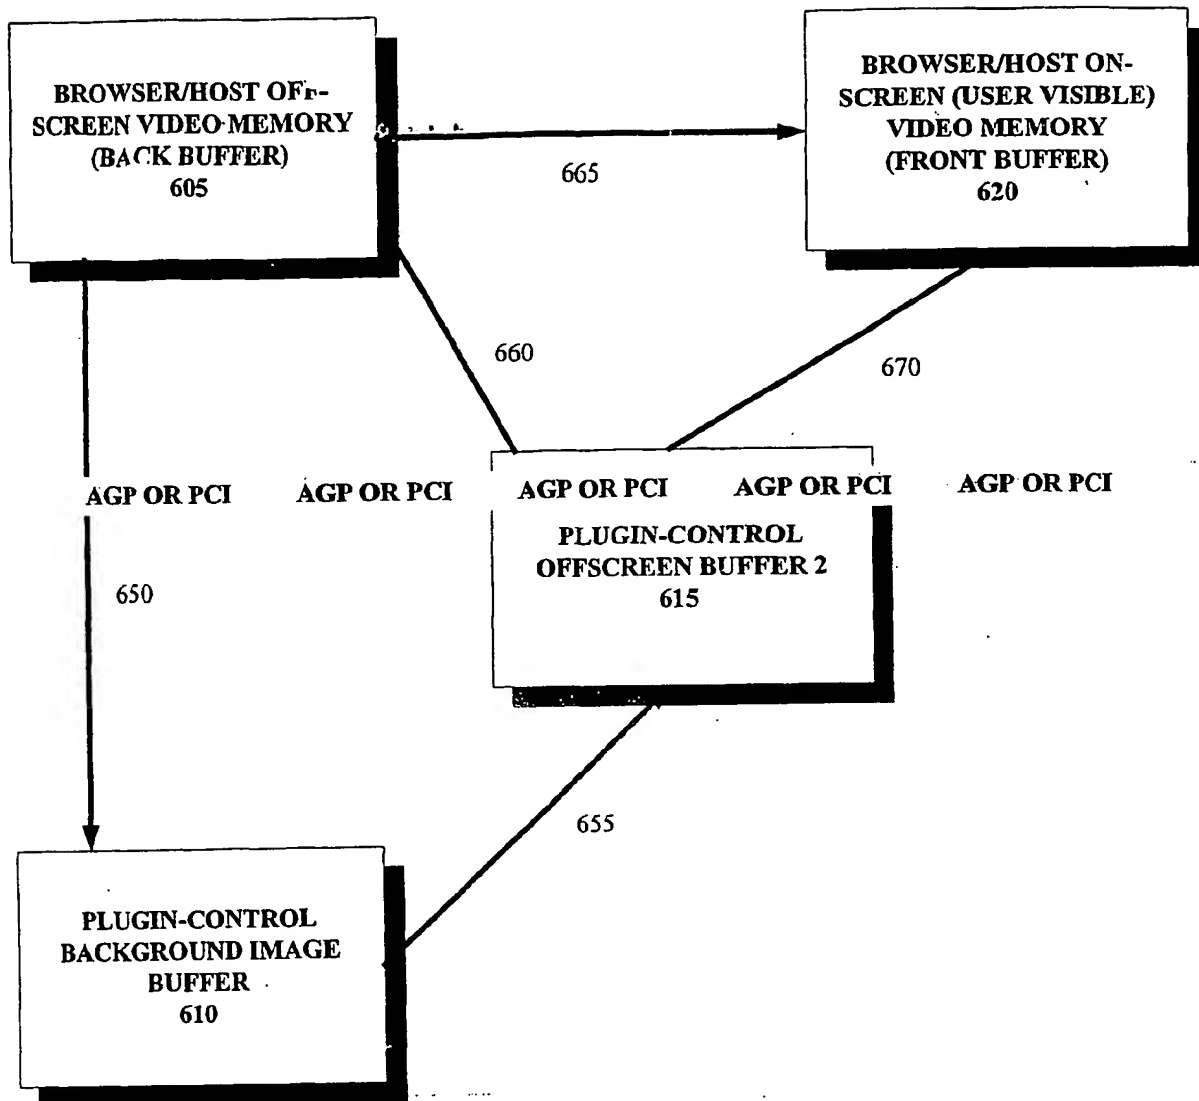 BROWSER/HOST OFF-
SCREEN VIDEO MEMORY
(BACK BUFFER)
605
BROWSER/HOST ON-
SCREEN (USER VISIBLE)
VIDEO MEMORY
(FRONT BUFFER)
620
665
660
670
AGP OR PCI AGP OR PCI AGP OR PCI AGP OR PCI AGP OR PCI
PLUGIN-CONTROL
OFFSCREEN BUFFER 2
615
650
655
PLUGIN-CONTROL
BACKGROUND IMAGE
BUFFER
610